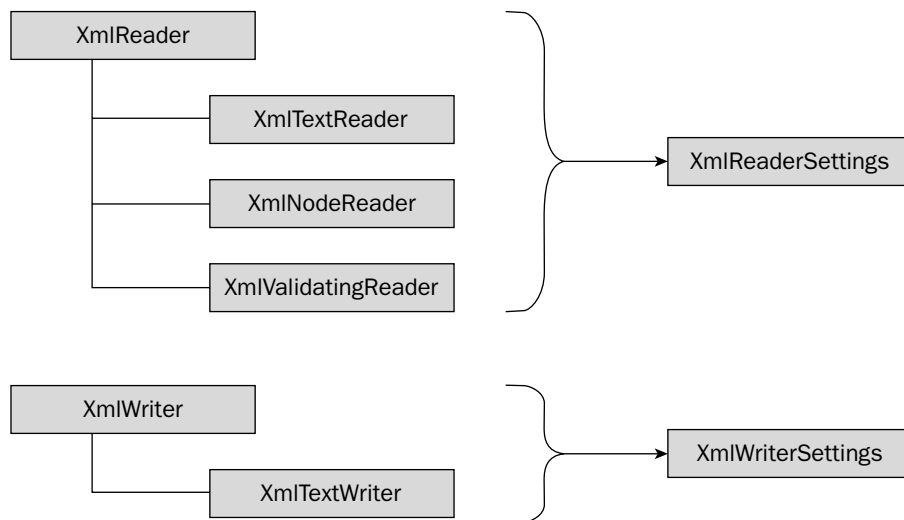 XmlReader
XmlTextReader
XmlNodeReader
XmlValidatingReader
XmlReaderSettings
XmlWriter
XmlTextWriter
XmlWriterSettings